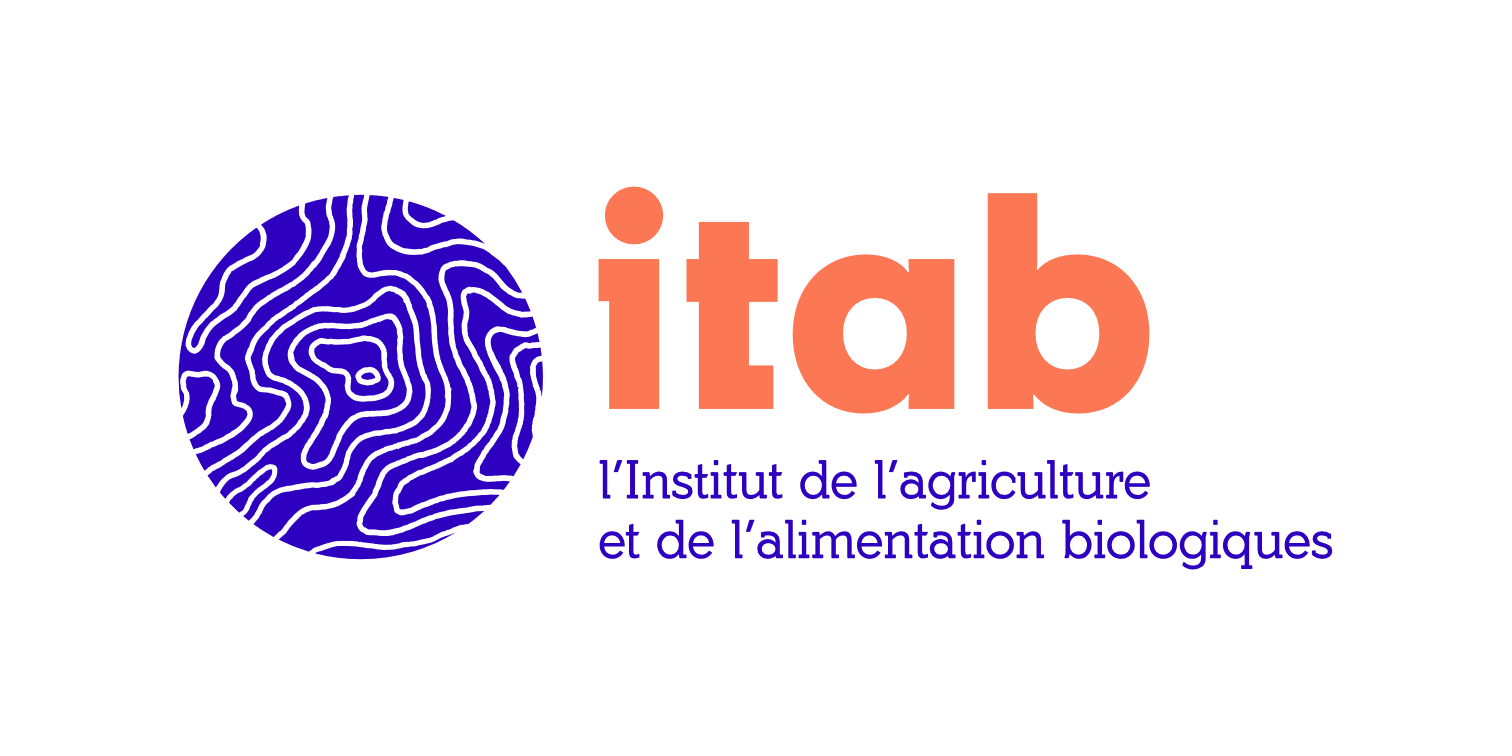 itab
l’Institut de l’agriculture
et de l’alimentation biologiques